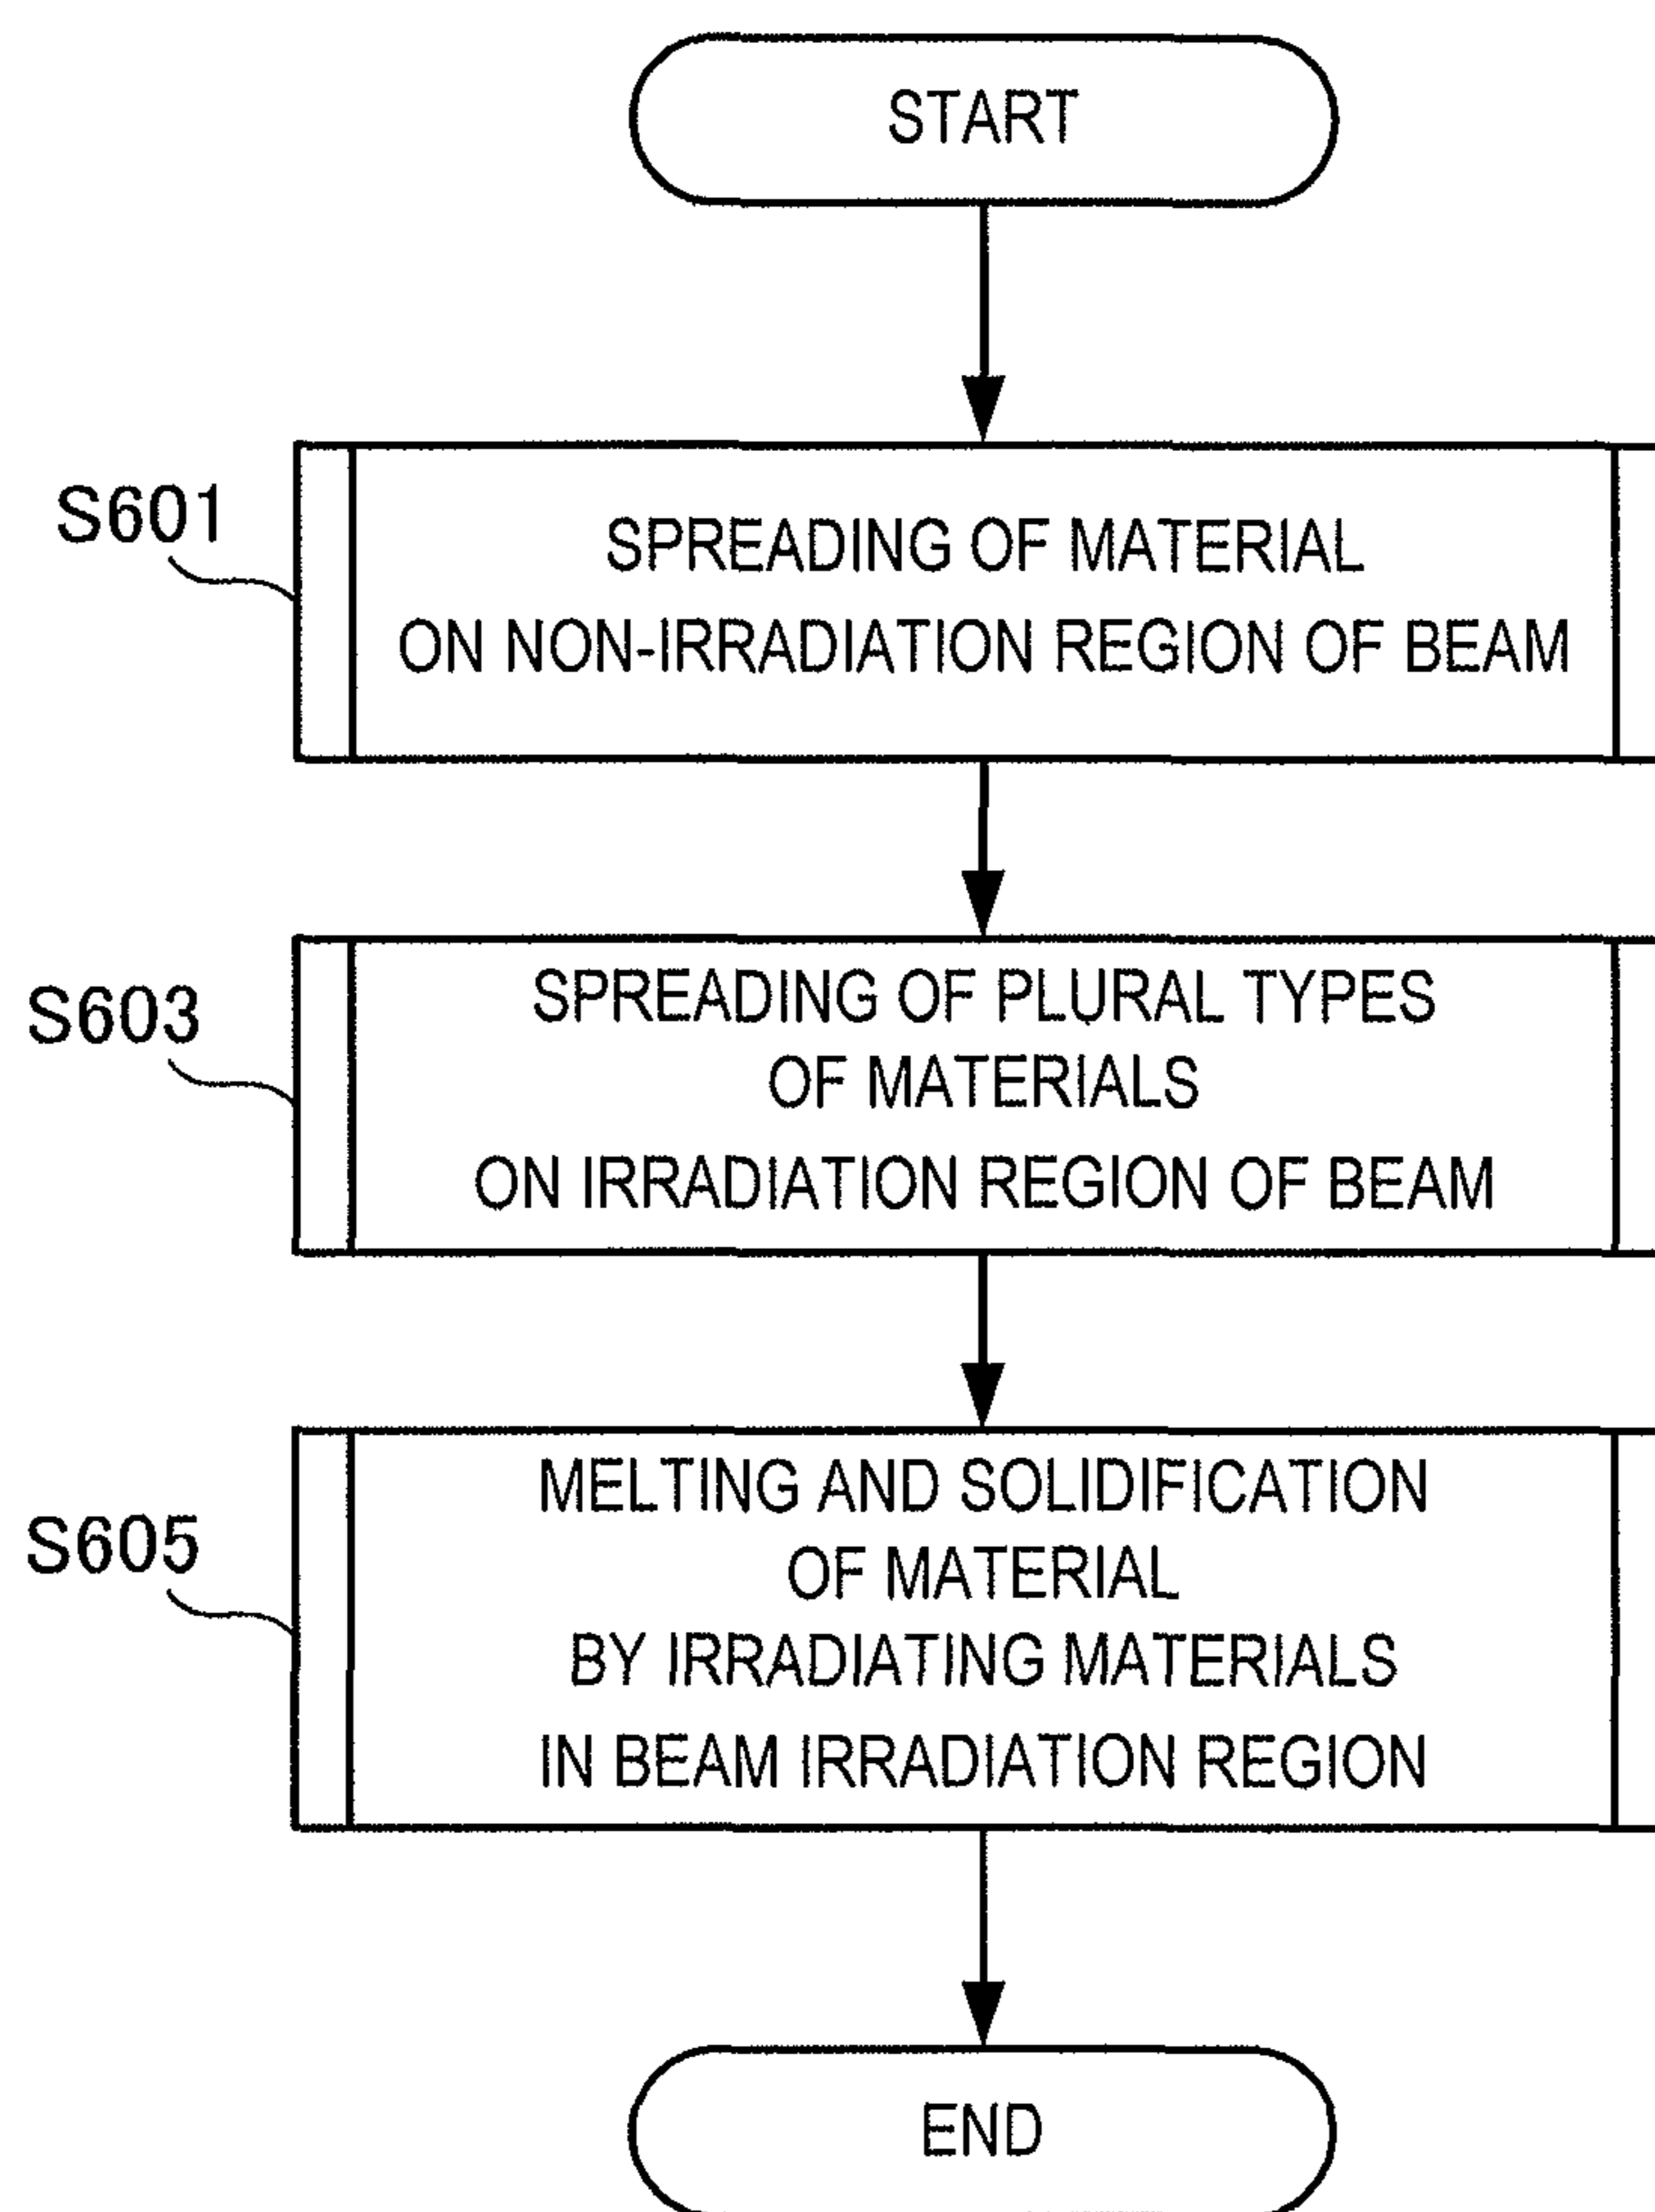 START
S601
SPREADING OF MATERIAL
ON NON-IRRADIATION REGION OF BEAM
S603
SPREADING OF PLURAL TYPES
OF MATERIALS
ON IRRADIATION REGION OF BEAM
S605
MELTING AND SOLIDIFICATION
OF MATERIAL
BY IRRADIATING MATERIALS
IN BEAM IRRADIATION REGION
END